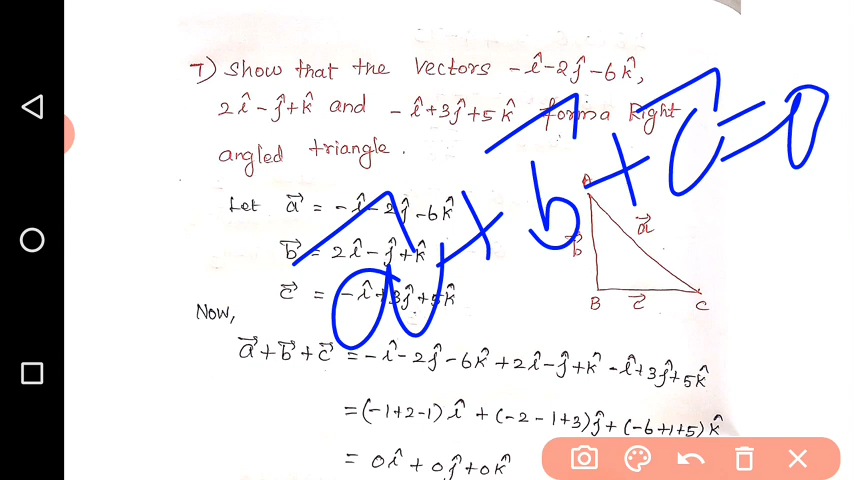 7) Show that the vectors -î-2ĵ-6k̂,
2î-ĵ+k̂ and -î+3ĵ+5k̂ forms a Right
angled triangle.
Let a⃗ = -î-2ĵ-6k̂
b⃗ = 2î-ĵ+k̂
c⃗ = -î+3ĵ+5k̂
a⃗+b⃗+c⃗=0
A
b⃗ a⃗
B c⃗ C
Now,
a⃗+b⃗+c⃗ = -î-2ĵ-6k̂+2î-ĵ+k̂-î+3ĵ+5k̂
=(-1+2-1)î+(-2-1+3)ĵ+(-6+1+5)k̂
= 0î+0ĵ+0k̂